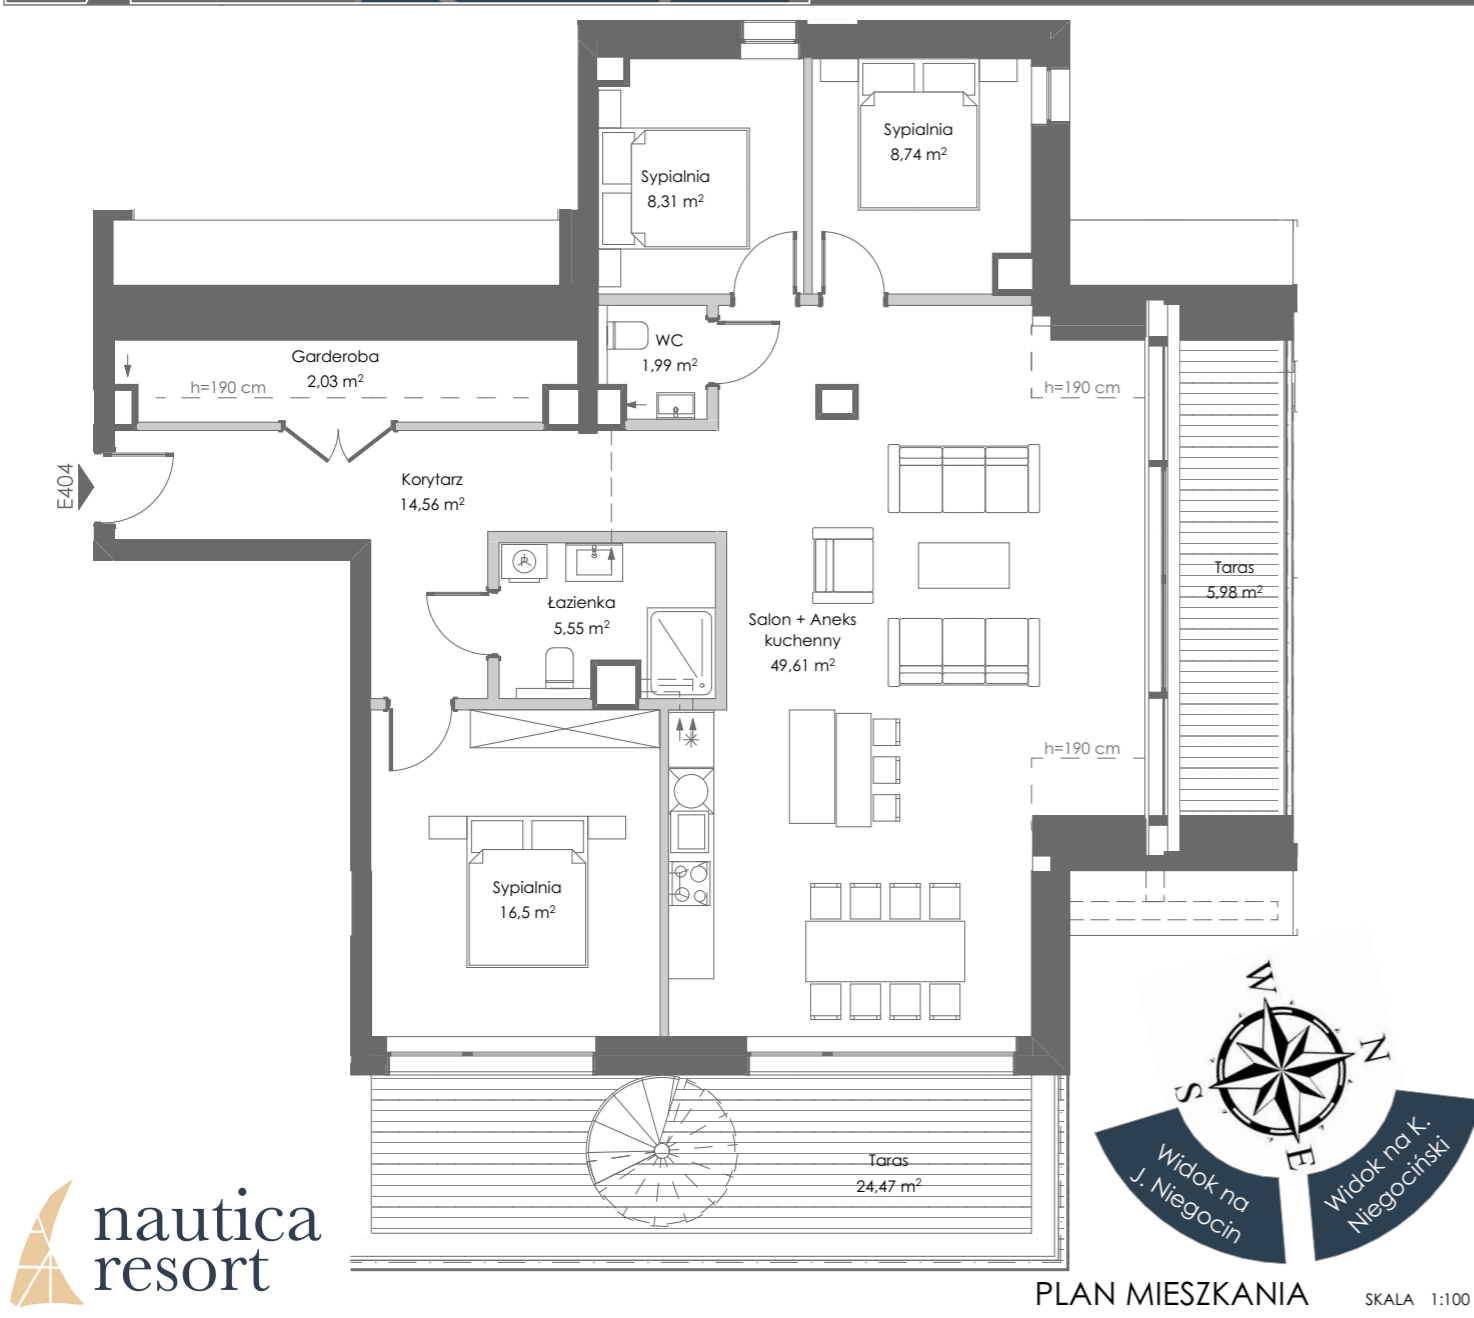 Sypialnia
8,74 m²
Sypialnia
8,31 m²
WC
1,99 m²
Garderoba
2,03 m²
h=190 cm
h=190 cm
E404
Korytarz
14,56 m²
Łazienka
5,55 m²
Salon + Aneks
kuchenny
49,61 m²
Taras
5,98 m²
h=190 cm
Sypialnia
16,5 m²
Taras
24,47 m²
W
N
S
E
Widok na
J. Niegocin
Widok na K.
Niegociński
nautica
resort
PLAN MIESZKANIA
SKALA 1:100